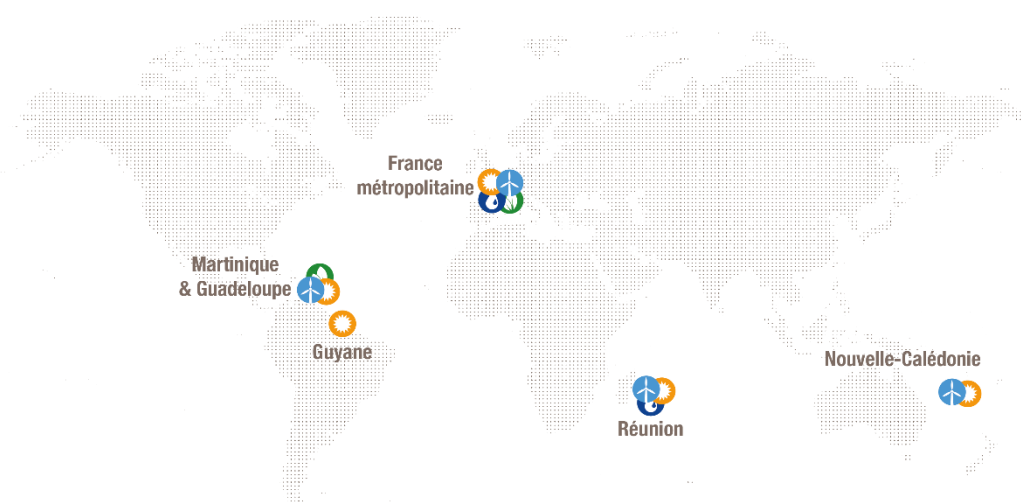 France
métropolitaine
Martinique
& Guadeloupe
Guyane
Nouvelle-Calédonie
Réunion